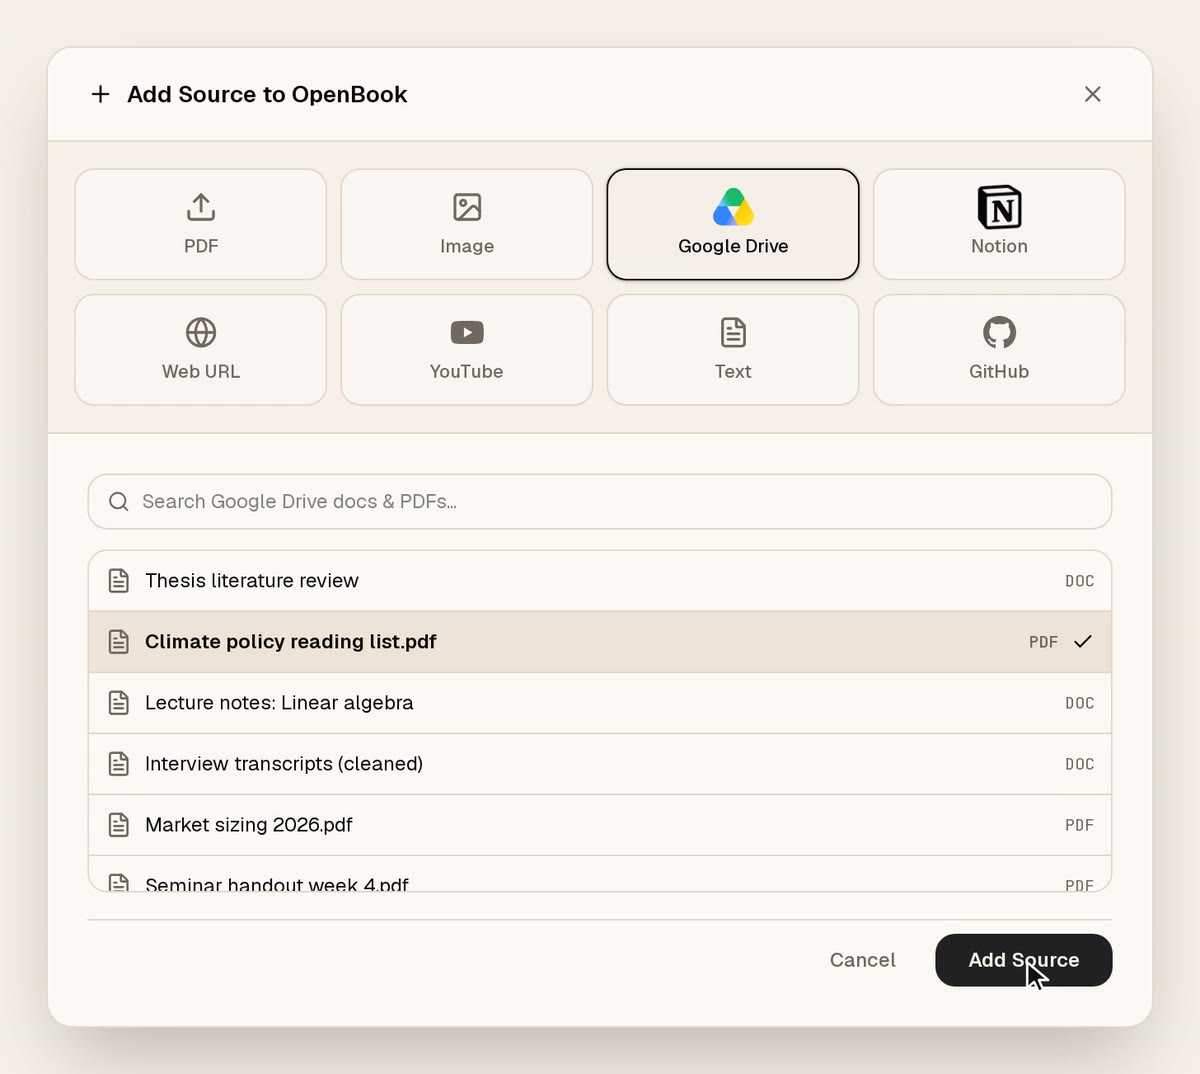 Add Source to OpenBook
PDF
Image
Google Drive
Notion
Web URL
YouTube
Text
GitHub
Search Google Drive docs & PDFs...
Thesis literature review DOC
Climate policy reading list.pdf PDF
Lecture notes: Linear algebra DOC
Interview transcripts (cleaned) DOC
Market sizing 2026.pdf PDF
Seminar handout week 4.pdf PDF
Cancel
Add Source